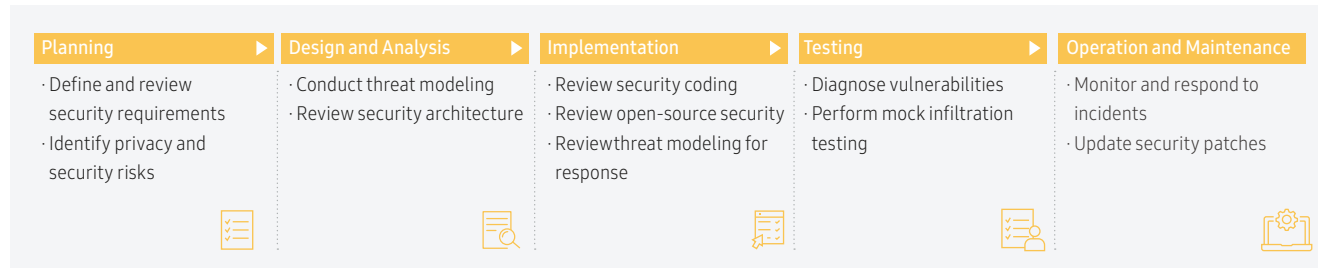 Planning
· Define and review
security requirements
· Identify privacy and
security risks
Design and Analysis
· Conduct threat modeling
· Review security architecture
Implementation
· Review security coding
· Review open-source security
· Reviewthreat modeling for
response
Testing
· Diagnose vulnerabilities
· Perform mock infiltration
testing
Operation and Maintenance
· Monitor and respond to
incidents
· Update security patches